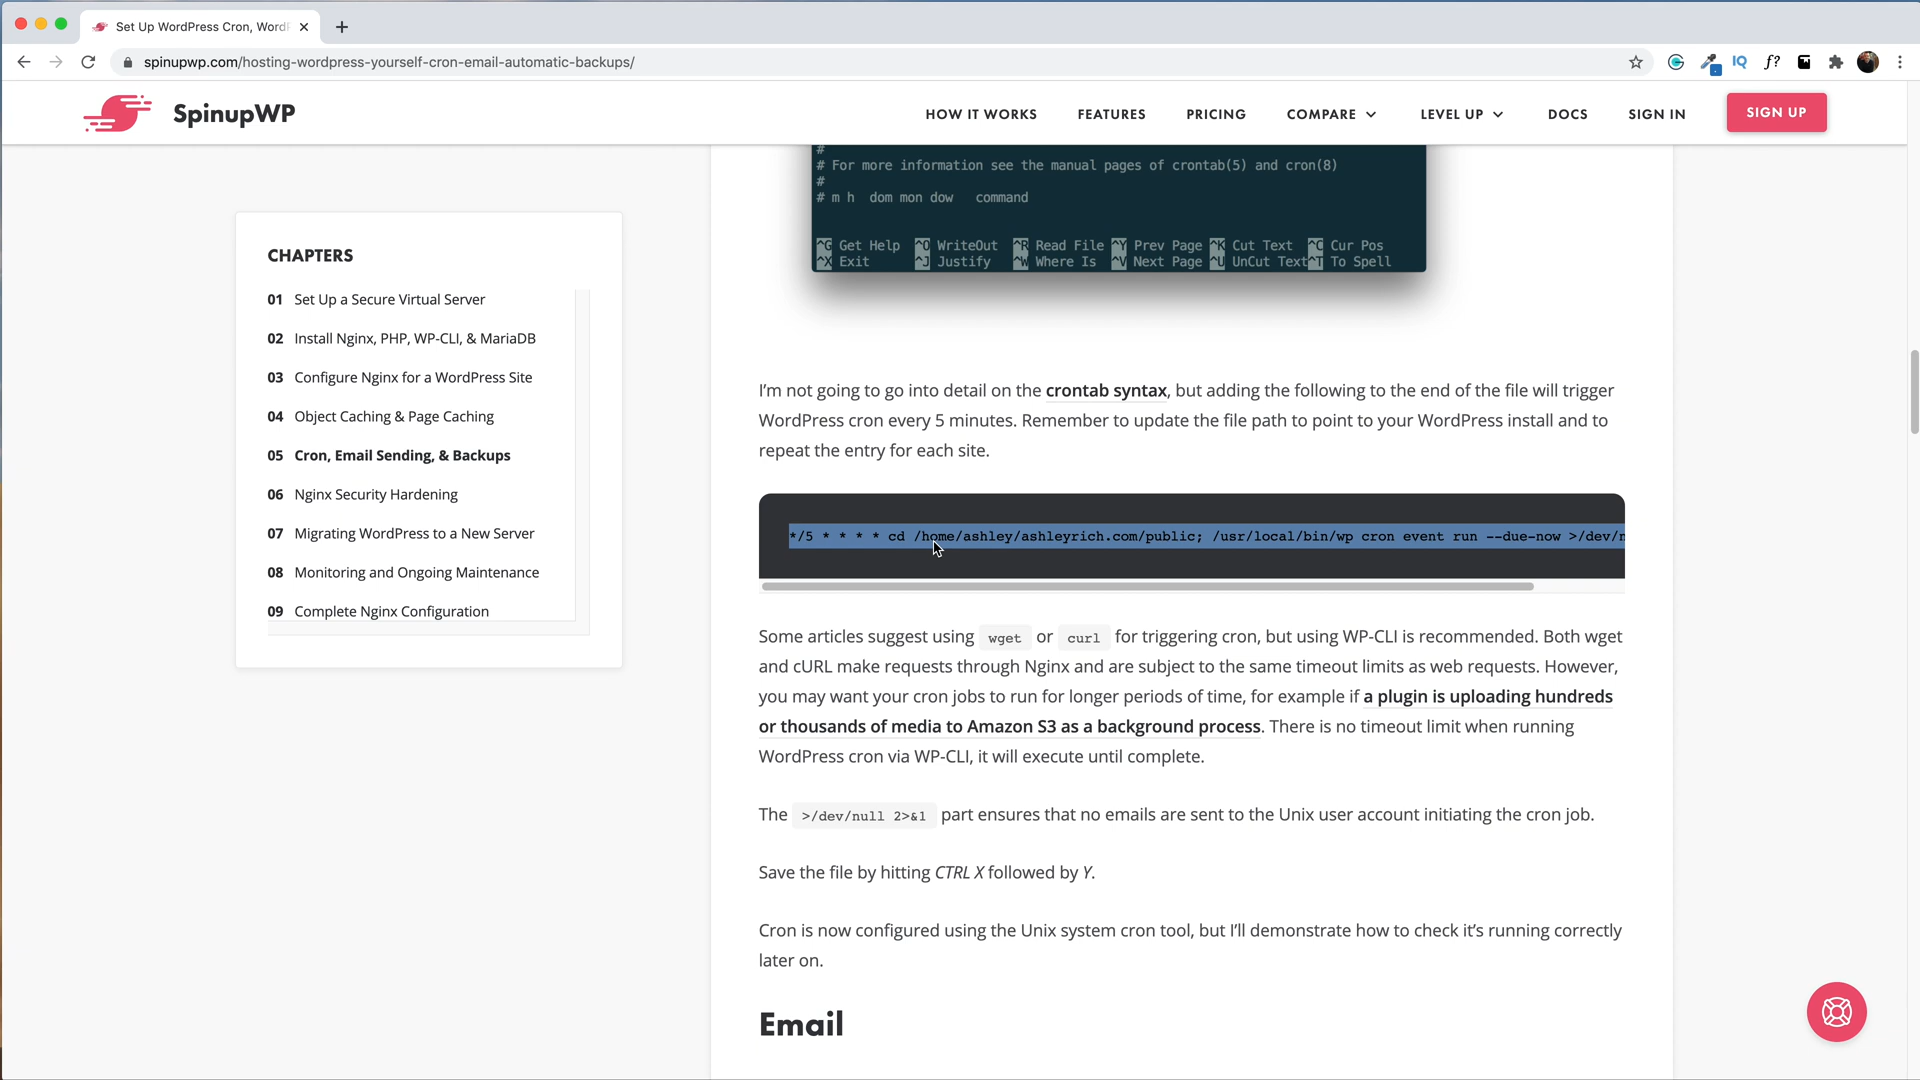 Set Up WordPress Cron, Word
spinupwp.com/hosting-wordpress-yourself-cron-email-automatic-backups/
IQ
f?
SpinupWP
HOW IT WORKS
FEATURES
PRICING
COMPARE
LEVEL UP
DOCS
SIGN IN
SIGN UP
CHAPTERS
01 Set Up a Secure Virtual Server
02 Install Nginx, PHP, WP-CLI, & MariaDB
03 Configure Nginx for a WordPress Site
04 Object Caching & Page Caching
05 Cron, Email Sending, & Backups
06 Nginx Security Hardening
07 Migrating WordPress to a New Server
08 Monitoring and Ongoing Maintenance
09 Complete Nginx Configuration
#
# For more information see the manual pages of crontab(5) and cron(8)
#
# m h  dom mon dow   command
^G Get Help ^O WriteOut ^R Read File ^Y Prev Page ^K Cut Text ^C Cur Pos
^X Exit ^J Justify ^W Where Is ^V Next Page ^U UnCut Text ^T To Spell
I’m not going to go into detail on the crontab syntax, but adding the following to the end of the file will trigger
WordPress cron every 5 minutes. Remember to update the file path to point to your WordPress install and to
repeat the entry for each site.
*/5 * * * * cd /home/ashley/ashleyrich.com/public; /usr/local/bin/wp cron event run --due-now >/dev/n
Some articles suggest using wget or curl for triggering cron, but using WP-CLI is recommended. Both wget
and cURL make requests through Nginx and are subject to the same timeout limits as web requests. However,
you may want your cron jobs to run for longer periods of time, for example if a plugin is uploading hundreds
or thousands of media to Amazon S3 as a background process. There is no timeout limit when running
WordPress cron via WP-CLI, it will execute until complete.
The >/dev/null 2>&1 part ensures that no emails are sent to the Unix user account initiating the cron job.
Save the file by hitting CTRL X followed by Y.
Cron is now configured using the Unix system cron tool, but I’ll demonstrate how to check it’s running correctly
later on.
Email